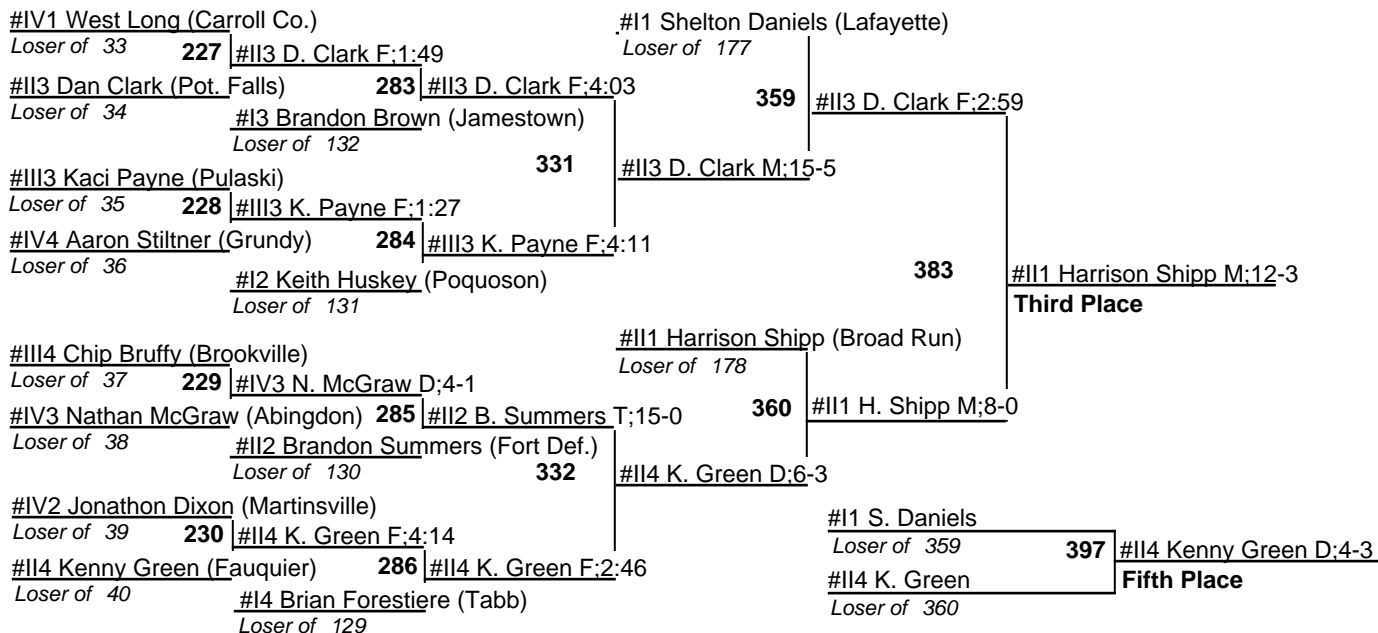 #IV1 West Long (Carroll Co.)
Loser of 33
227
#II3 D. Clark F;1:49
#II3 Dan Clark (Pot. Falls)
Loser of 34
283
#II3 D. Clark F;4:03
#I3 Brandon Brown (Jamestown)
Loser of 132
331
#II3 D. Clark M;15-5
#III3 Kaci Payne (Pulaski)
Loser of 35
228
#III3 K. Payne F;1:27
#IV4 Aaron Stiltner (Grundy)
Loser of 36
284
#III3 K. Payne F;4:11
#I2 Keith Huskey (Poquoson)
Loser of 131
#I1 Shelton Daniels (Lafayette)
Loser of 177
359
#II3 D. Clark F;2:59
383
#II1 Harrison Shipp M;12-3
Third Place
#III4 Chip Bruffy (Brookville)
Loser of 37
229
#IV3 N. McGraw D;4-1
#IV3 Nathan McGraw (Abingdon)
Loser of 38
285
#II2 B. Summers T;15-0
#II2 Brandon Summers (Fort Def.)
Loser of 130
332
#II4 K. Green D;6-3
#IV2 Jonathon Dixon (Martinsville)
Loser of 39
230
#II4 K. Green F;4:14
#II4 Kenny Green (Fauquier)
Loser of 40
286
#II4 K. Green F;2:46
#I4 Brian Forestiere (Tabb)
Loser of 129
#II1 Harrison Shipp (Broad Run)
Loser of 178
360
#II1 H. Shipp M;8-0
#I1 S. Daniels
Loser of 359
397
#II4 Kenny Green D;4-3
#II4 K. Green
Fifth Place
Loser of 360